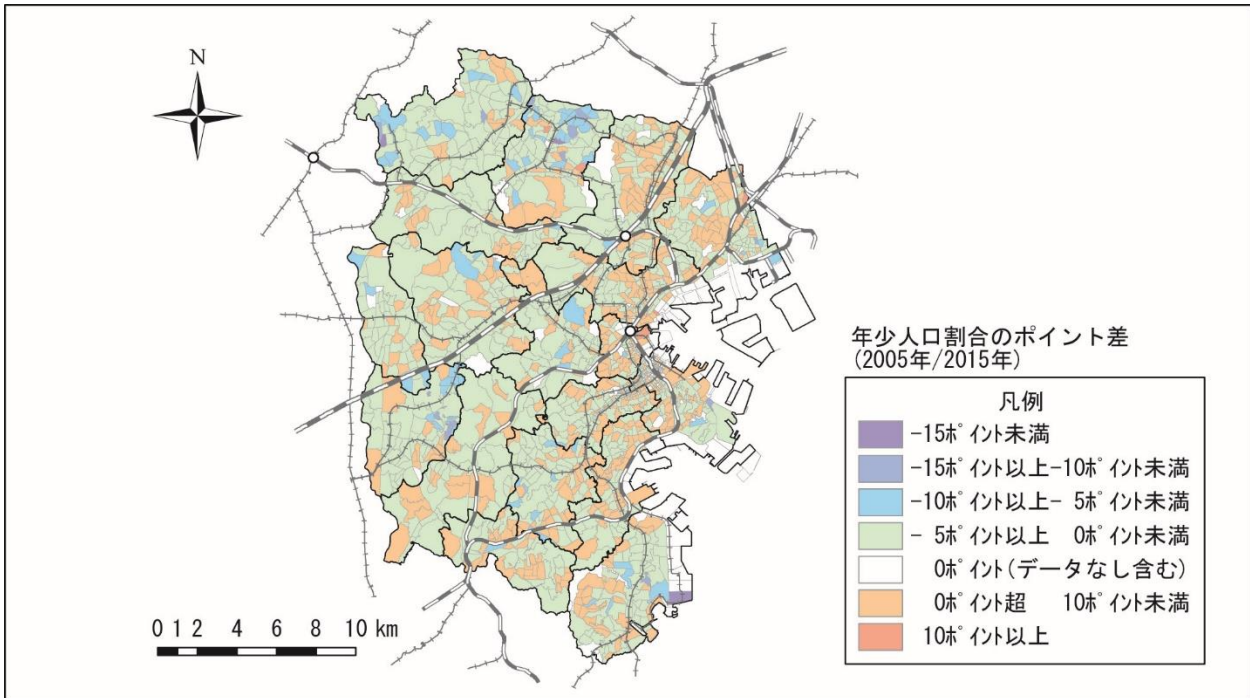 N
0 1 2 4 6 8 10 km
年少人口割合のポイント差
(2005年/2015年)
凡例
-15ﾎﾟｲﾝﾄ未満
-15ﾎﾟｲﾝﾄ以上-10ﾎﾟｲﾝﾄ未満
-10ﾎﾟｲﾝﾄ以上- 5ﾎﾟｲﾝﾄ未満
- 5ﾎﾟｲﾝﾄ以上 0ﾎﾟｲﾝﾄ未満
0ﾎﾟｲﾝﾄ(ﾃﾞｰﾀなし含む)
0ﾎﾟｲﾝﾄ超 10ﾎﾟｲﾝﾄ未満
10ﾎﾟｲﾝﾄ以上